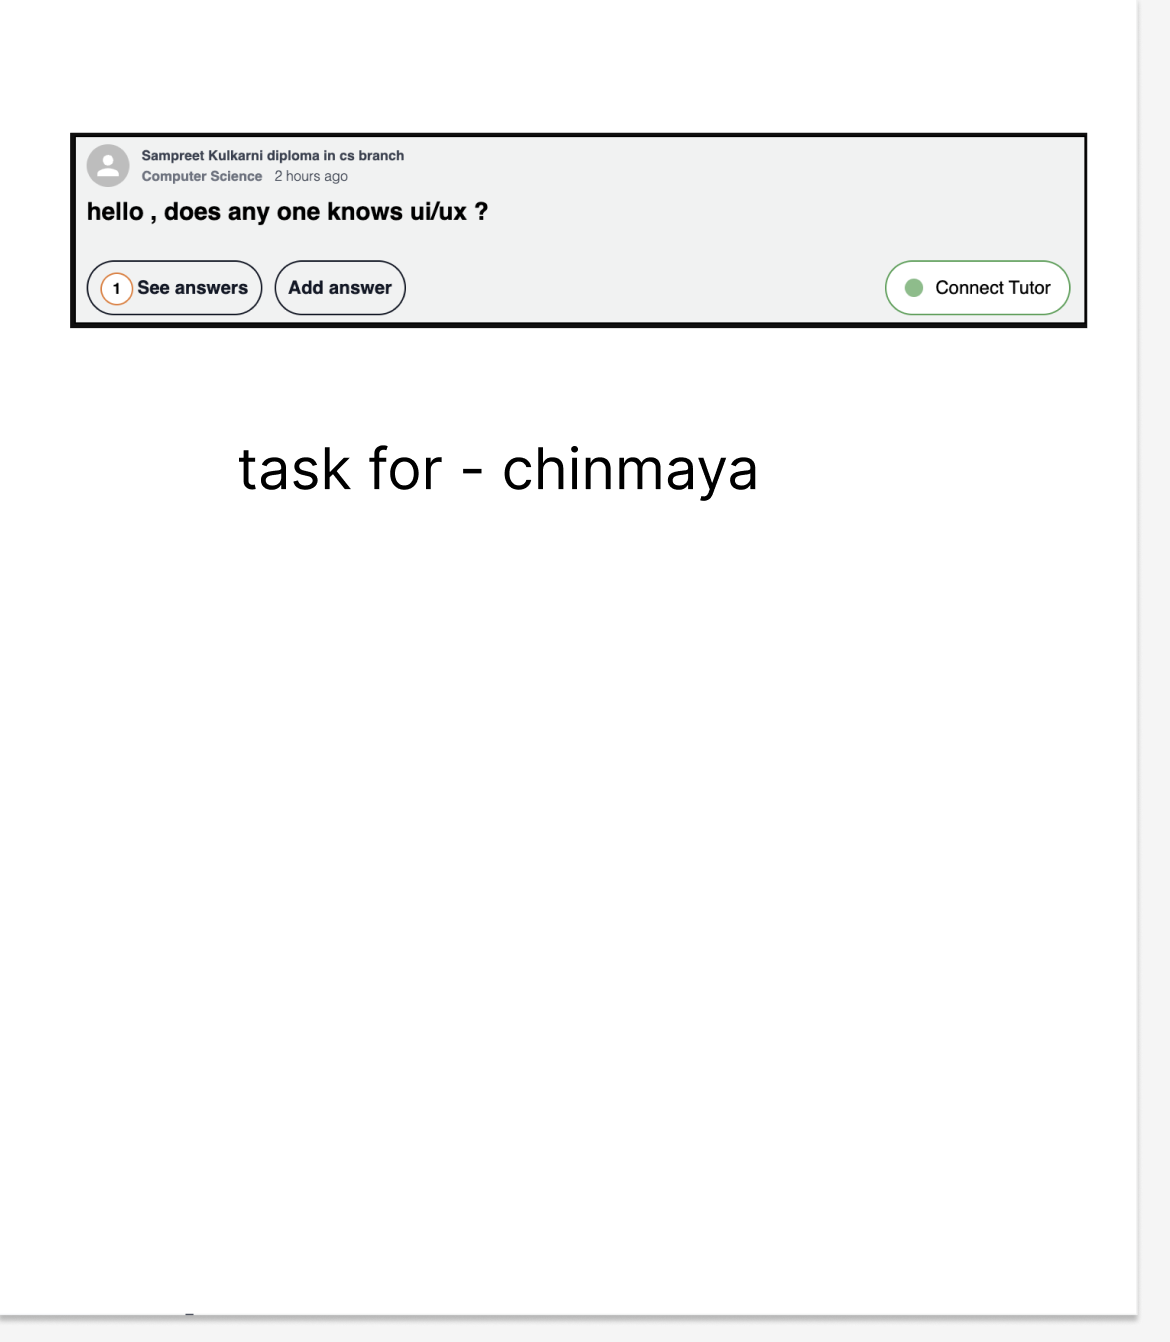 Sampreet Kulkarni diploma in cs branch
Computer Science 2 hours ago
hello , does any one knows ui/ux ?
1 See answers Add answer Connect Tutor
task for - chinmaya